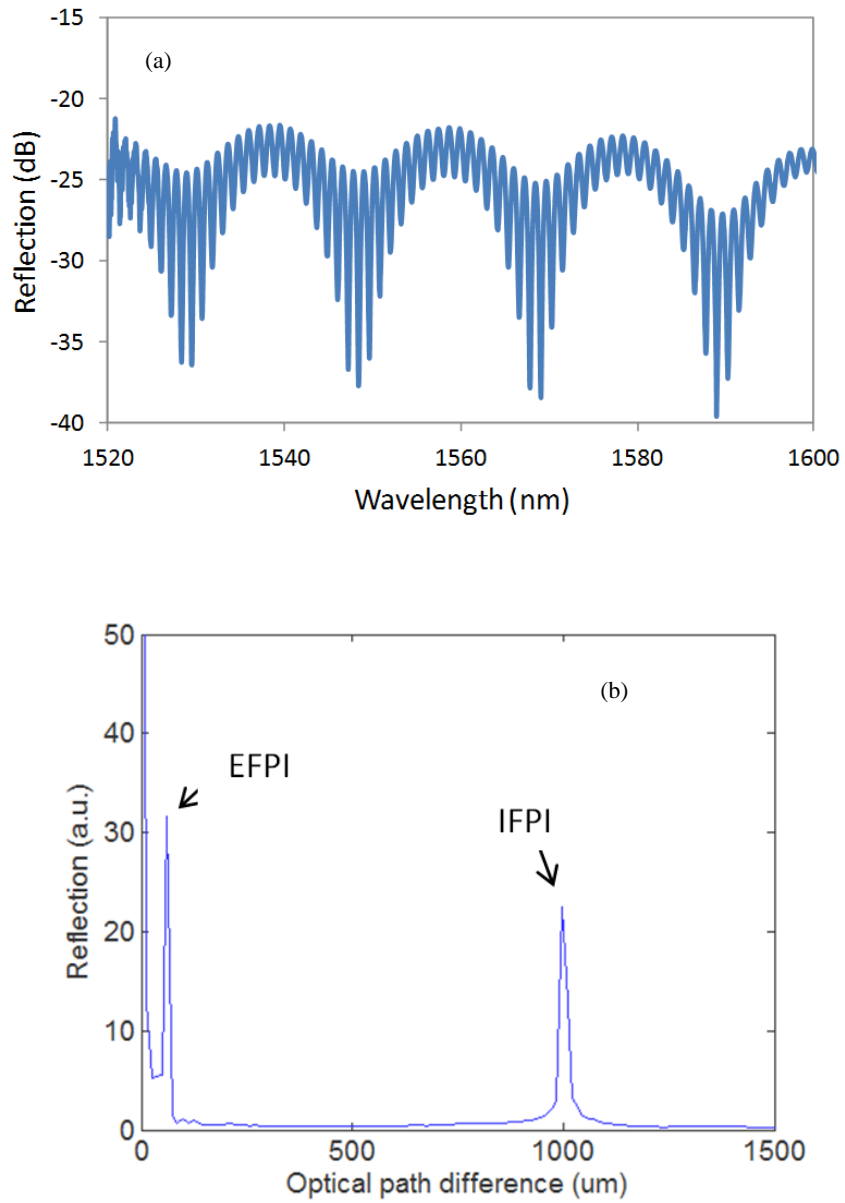 -15
(a)
-20
-25
-30
-35
-40
Reflection (dB)
1520 1540 1560 1580 1600
Wavelength (nm)
50
(b)
40
EFPI
30
IFPI
20
10
0
Reflection (a.u.)
0 500 1000 1500
Optical path difference (um)